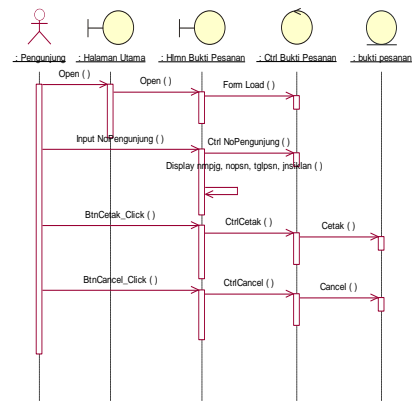 : Pengunjung : Halaman Utama : Hlmn Bukti Pesanan : Ctrl Bukti Pesanan : bukti pesanan
Open ( )
Open ( ) Form Load ( )
Input NoPengunjung ( ) Ctrl NoPengunjung ( )
Display nmpjg, nopsn, tglpsn, jnsiklan ( )
BtnCetak_Click ( ) CtrlCetak ( ) Cetak ( )
BtnCancel_Click ( ) CtrlCancel ( ) Cancel ( )